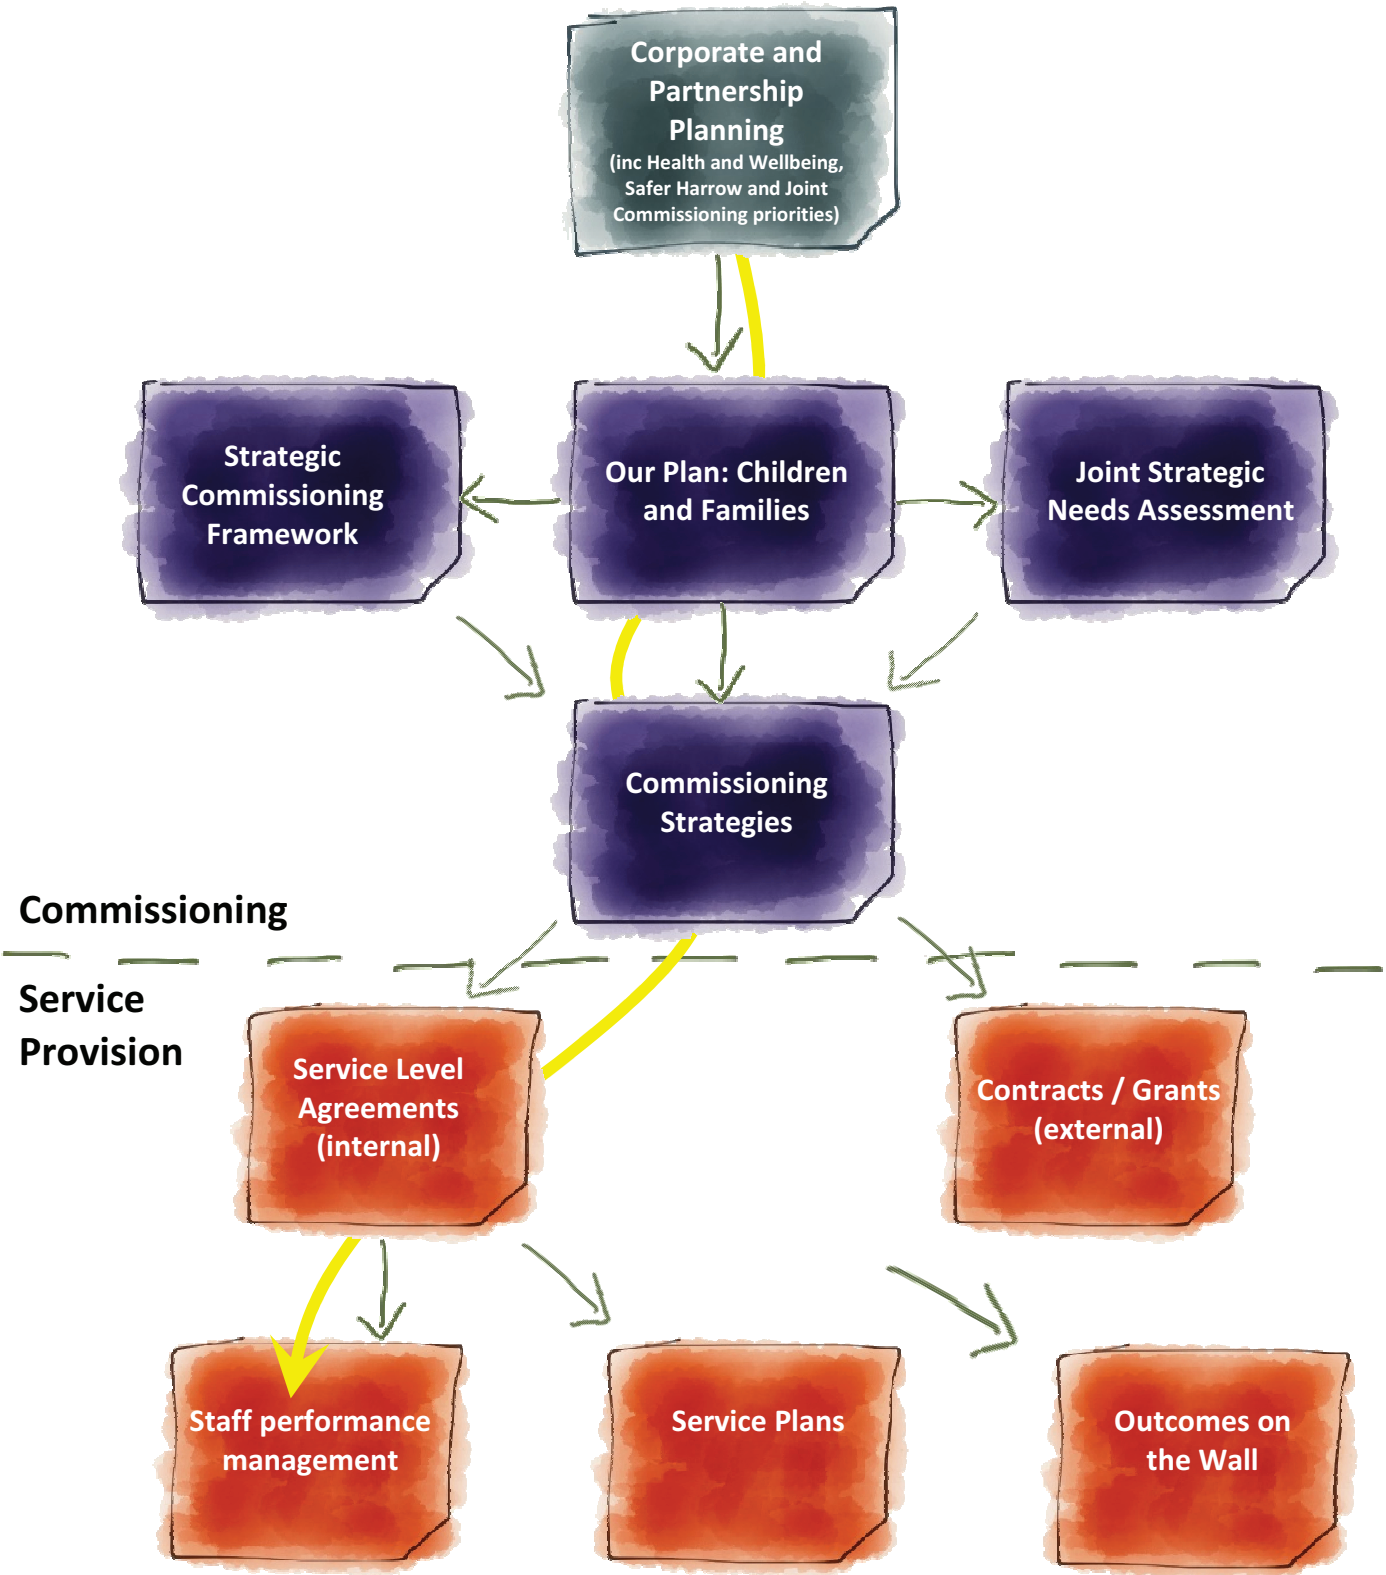 Corporate and
Partnership
Planning
(inc Health and Wellbeing,
Safer Harrow and Joint
Commissioning priorities)
Strategic
Commissioning
Framework
Our Plan: Children
and Families
Joint Strategic
Needs Assessment
Commissioning
Strategies
Commissioning
Service
Provision
Service Level
Agreements
(internal)
Contracts / Grants
(external)
Staff performance
management
Service Plans
Outcomes on
the Wall